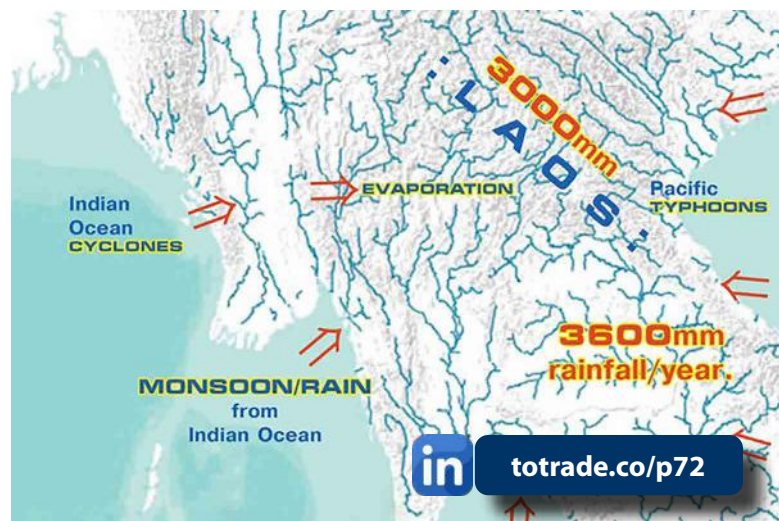 3000mm
LAOS
Indian
Ocean
CYCLONES
EVAPORATION
Pacific
TYPHOONS
3600mm
rainfall/year.
MONSOON/RAIN
from
Indian Ocean
in
totrade.co/p72